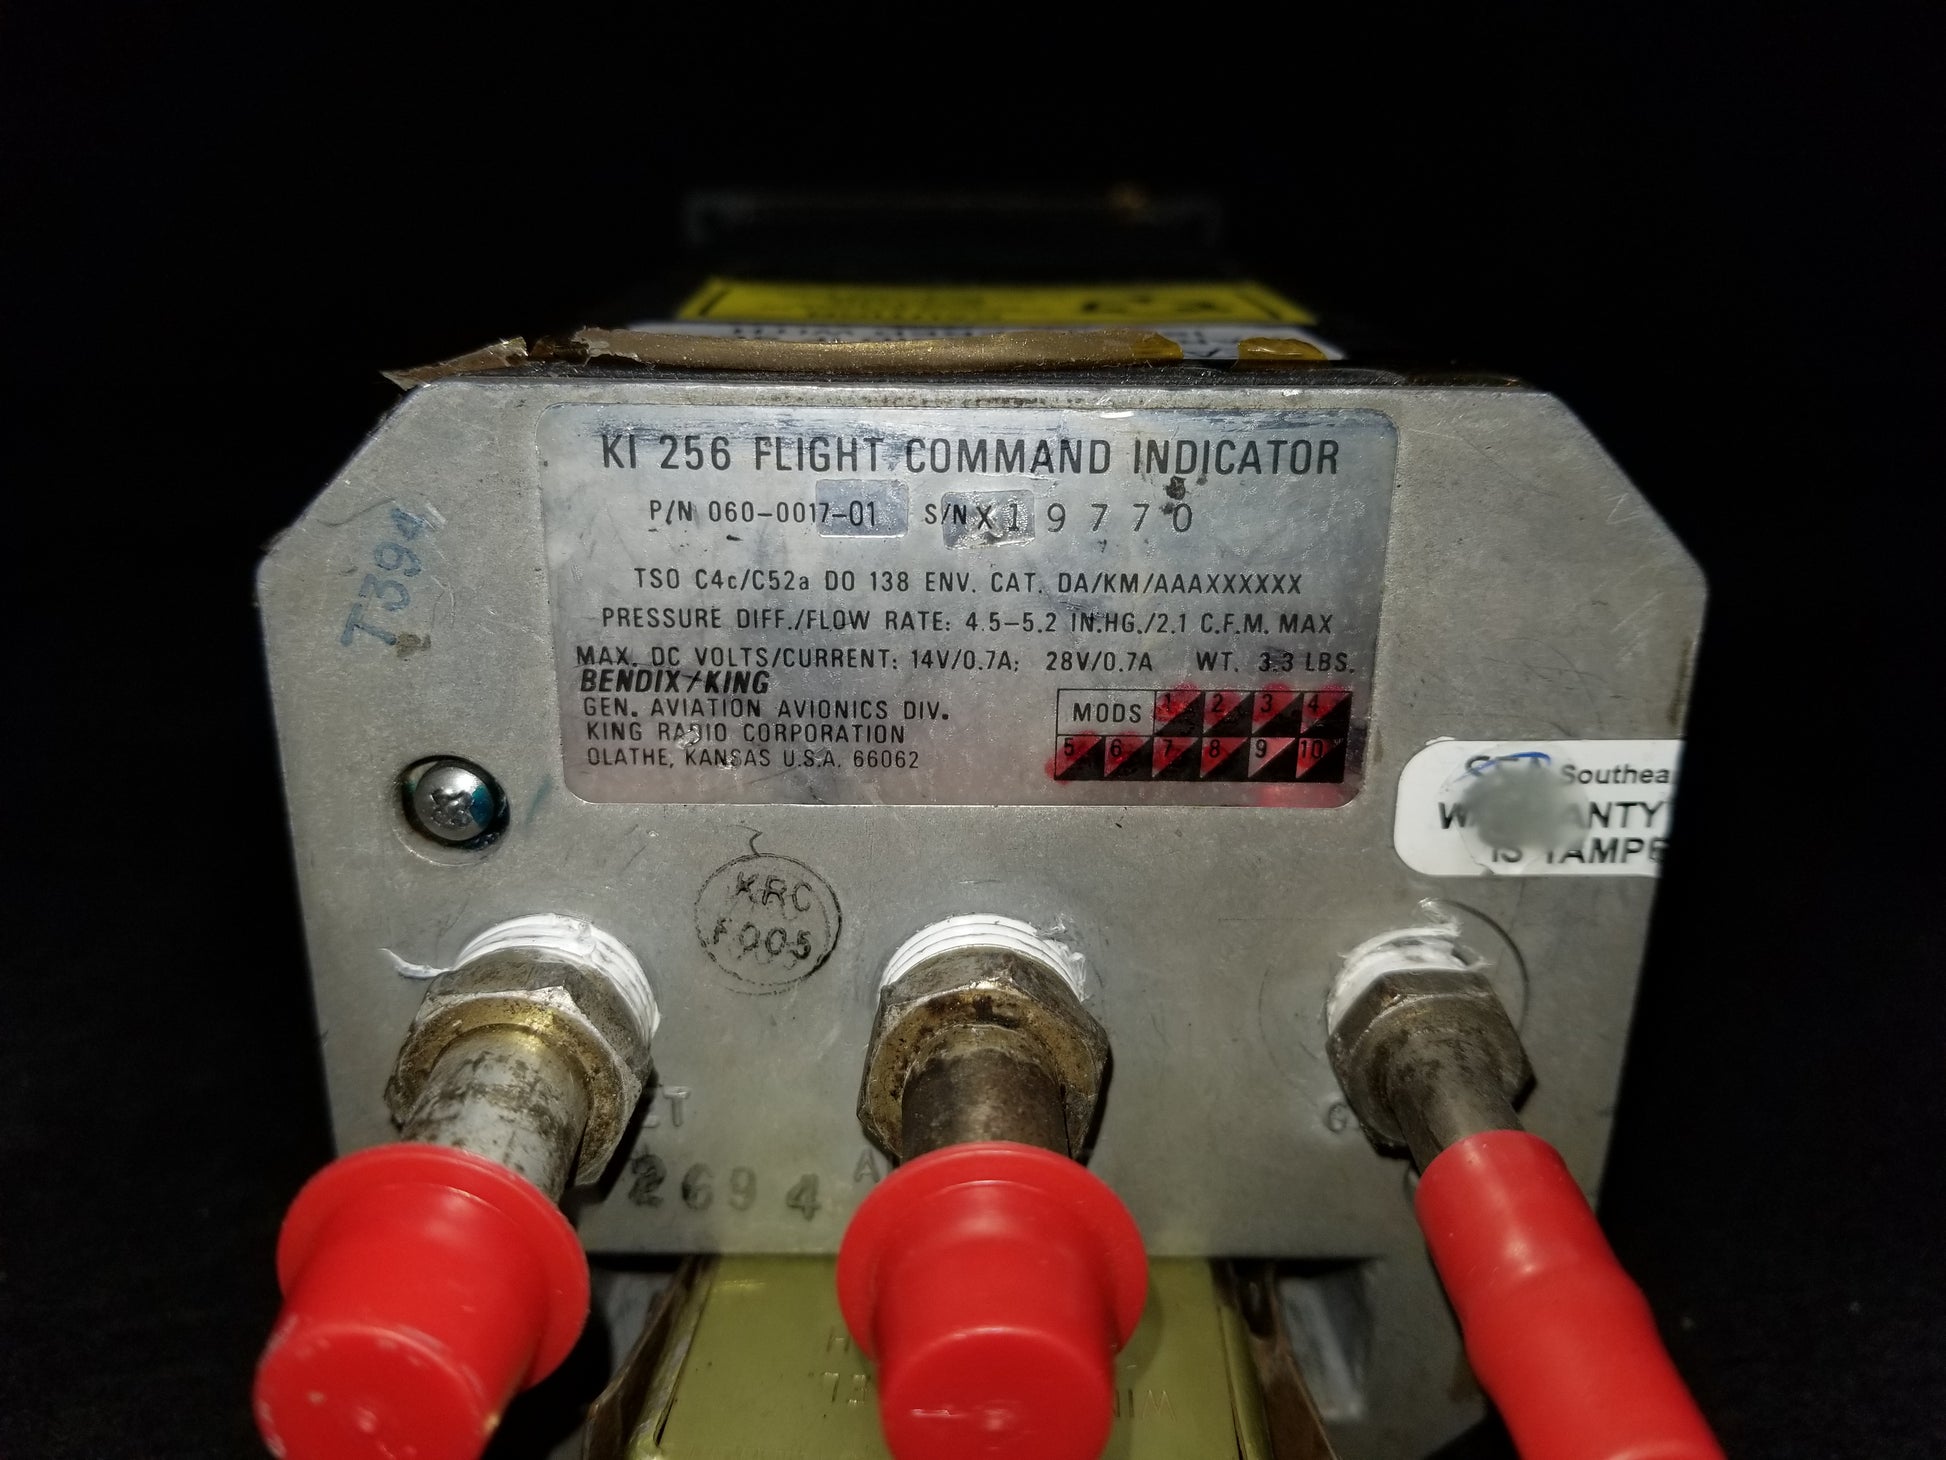 KI 256 FLIGHT COMMAND INDICATOR
P/N 060-0017-01 S/N X19770
TSO C4c/C52a DO 138 ENV. CAT. DA/KM/AAAXXXXXX
PRESSURE DIFF./FLOW RATE: 4.5-5.2 IN.HG./2.1 C.F.M. MAX
MAX. DC VOLTS/CURRENT: 14V/0.7A; 28V/0.7A WT. 3.3 LBS.
BENDIX/KING
GEN. AVIATION AVIONICS DIV.
KING RADIO CORPORATION
OLATHE, KANSAS U.S.A. 66062
MODS 1 2 3 4
5 6 7 8 9 10
T394
Southea
KRC
F005
2694